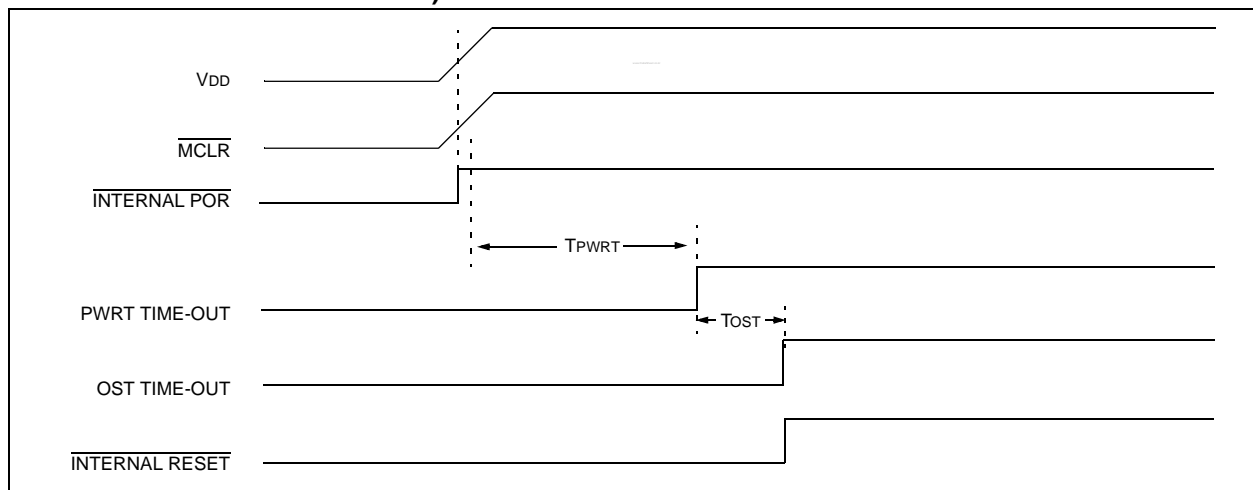 VDD
MCLR
INTERNAL POR
TPWRT
PWRT TIME-OUT
TOST
OST TIME-OUT
INTERNAL RESET